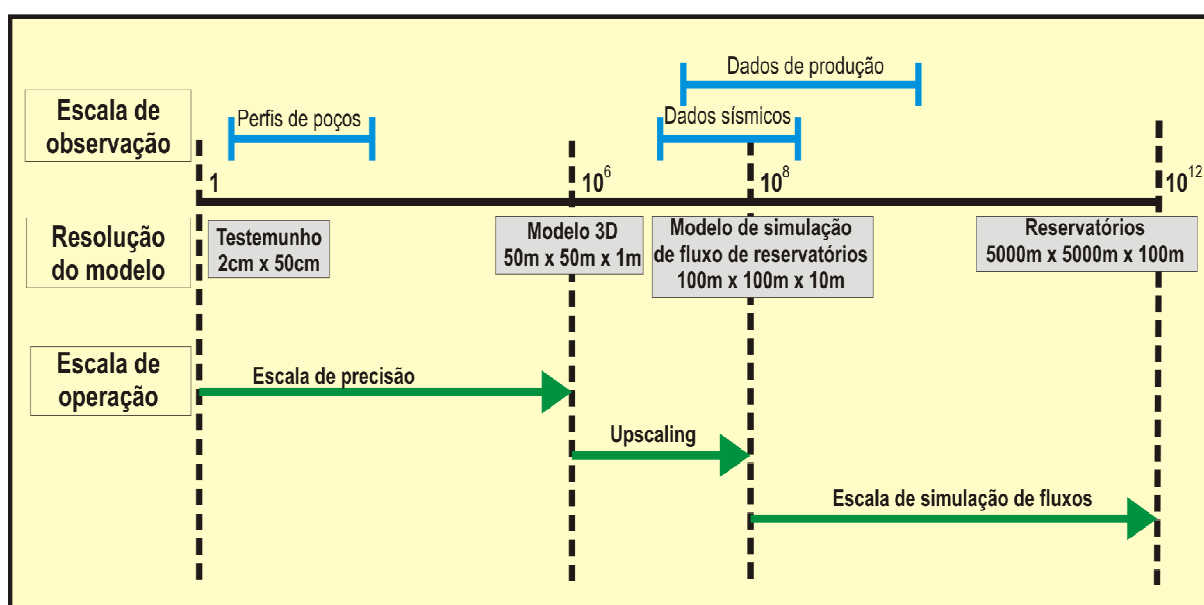 Dados de produção
Escala de
observação
Perfis de poços
Dados sísmicos
1
10⁶
10⁸
10¹²
Resolução
do modelo
Testemunho
2cm x 50cm
Modelo 3D
50m x 50m x 1m
Modelo de simulação
de fluxo de reservatórios
100m x 100m x 10m
Reservatórios
5000m x 5000m x 100m
Escala de
operação
Escala de precisão
Upscaling
Escala de simulação de fluxos